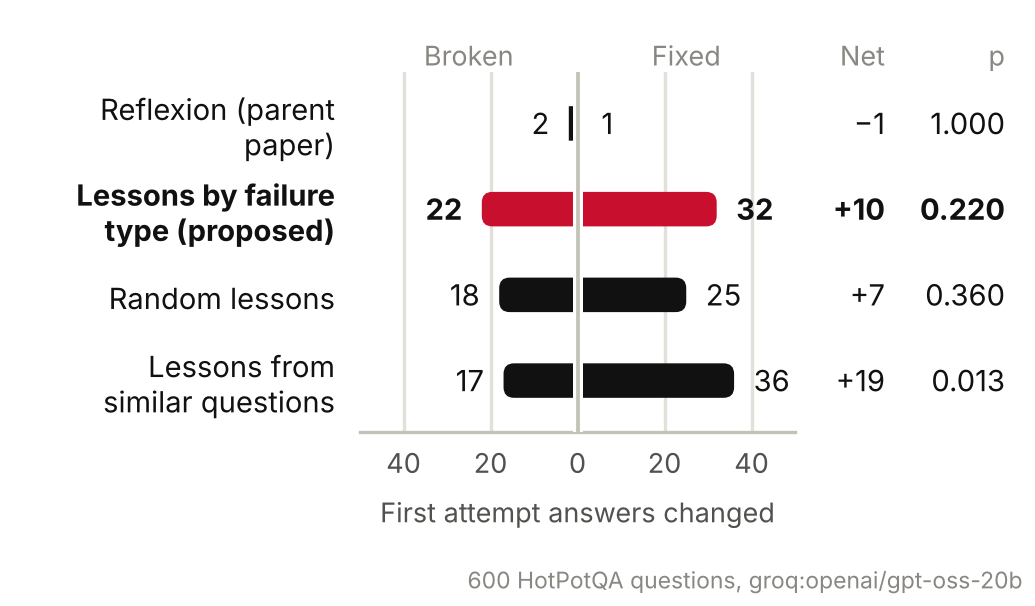 Broken Fixed Net p
Reflexion (parent
paper)
2 1 −1 1.000
Lessons by failure
type (proposed)
22 32 +10 0.220
Random lessons 18 25 +7 0.360
Lessons from
similar questions
17 36 +19 0.013
40 20 0 20 40
First attempt answers changed
600 HotPotQA questions, groq:openai/gpt-oss-20b